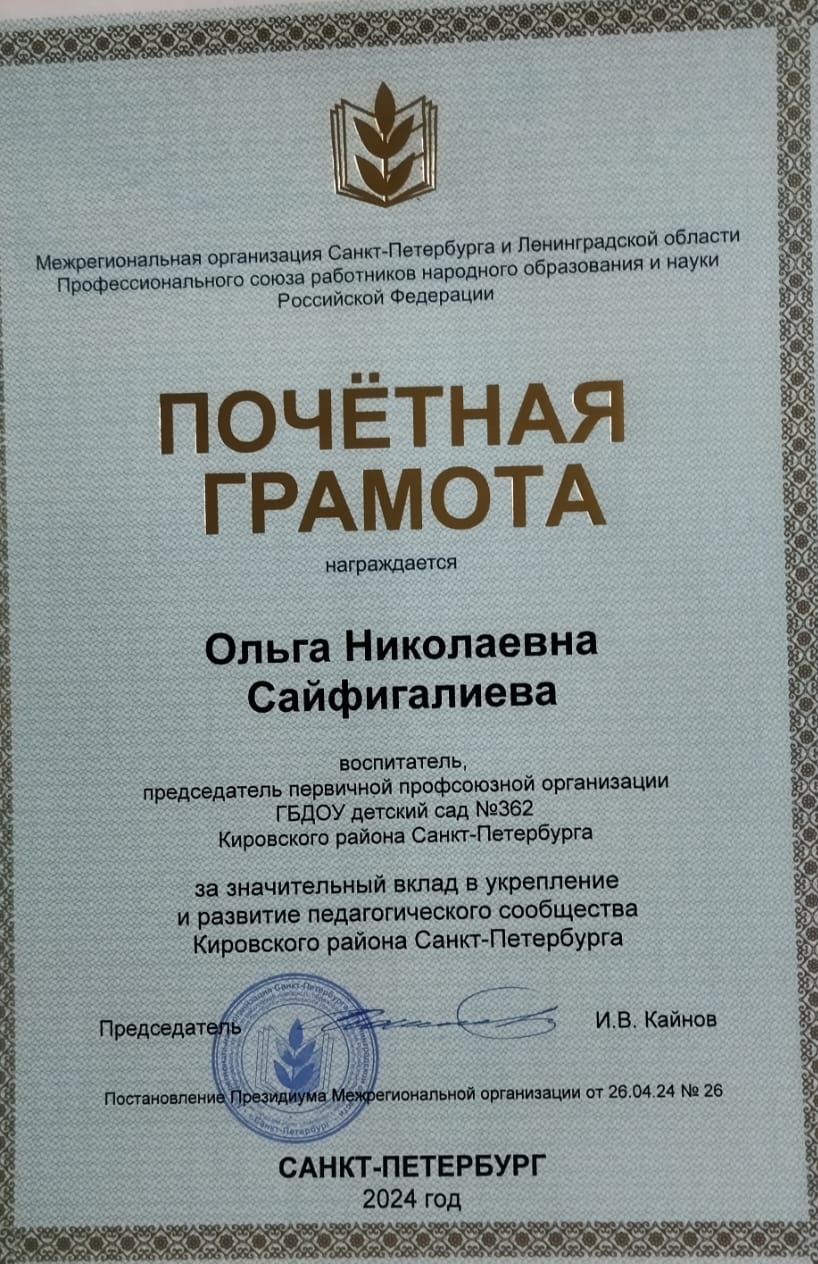 Межрегиональная организация Санкт-Петербурга и Ленинградской области
Профессионального союза работников народного образования и науки
Российской Федерации
ПОЧЁТНАЯ
ГРАМОТА
награждается
Ольга Николаевна
Сайфигалиева
воспитатель,
председатель первичной профсоюзной организации
ГБДОУ детский сад №362
Кировского района Санкт-Петербурга
за значительный вклад в укрепление
и развитие педагогического сообщества
Кировского района Санкт-Петербурга
Председатель И.В. Кайнов
Постановление Президиума Межрегиональной организации от 26.04.24 № 26
САНКТ-ПЕТЕРБУРГ
2024 год